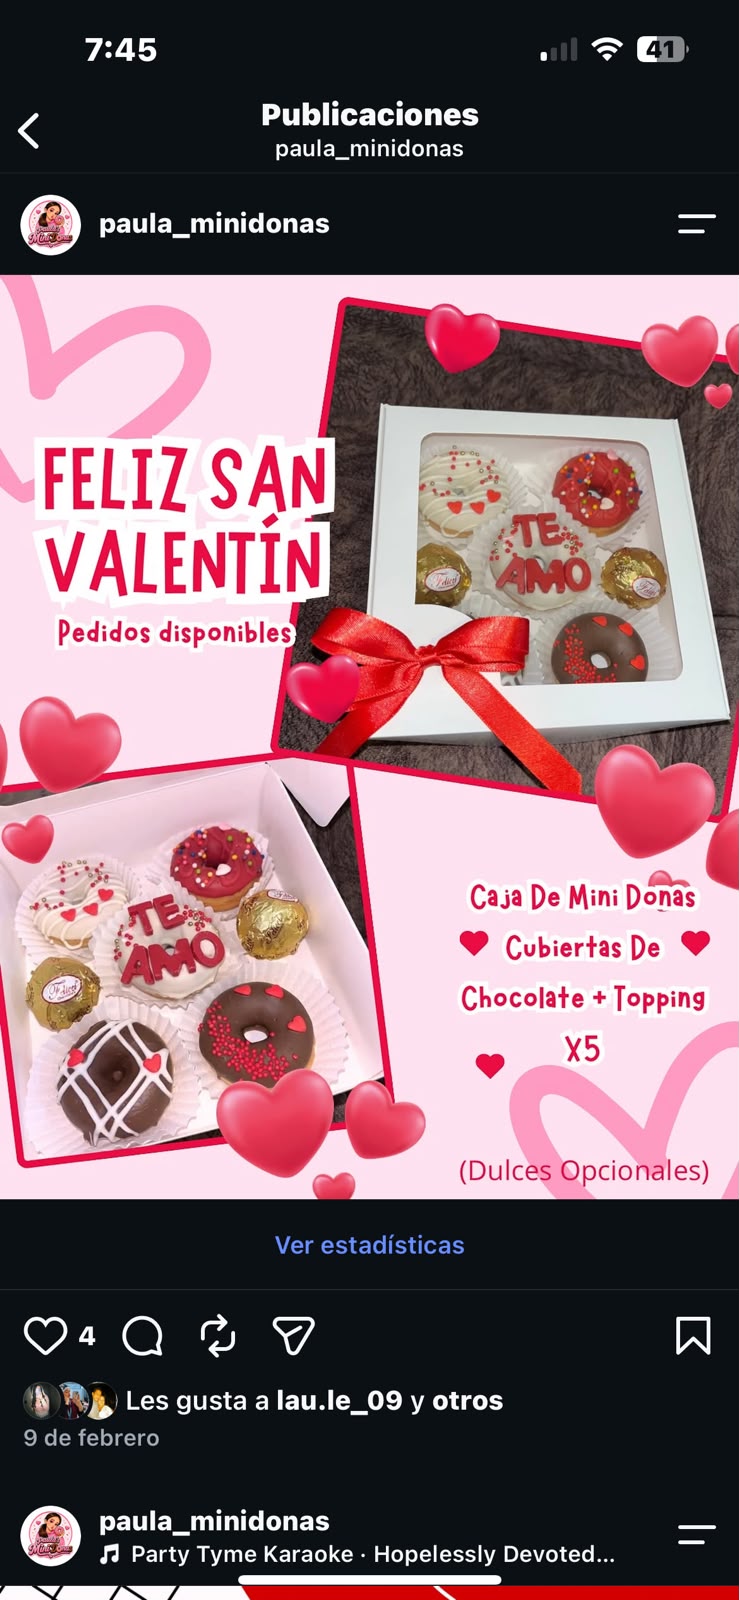 7:45
41
Publicaciones
paula_minidonas
paula_minidonas
FELIZ SAN
VALENTÍN
Pedidos disponibles
TE
AMO
TE
AMO
Caja De Mini Donas
Cubiertas De
Chocolate + Topping
X5
(Dulces Opcionales)
Ver estadísticas
4
Les gusta a lau.le_09 y otros
9 de febrero
paula_minidonas
Party Tyme Karaoke · Hopelessly Devoted...